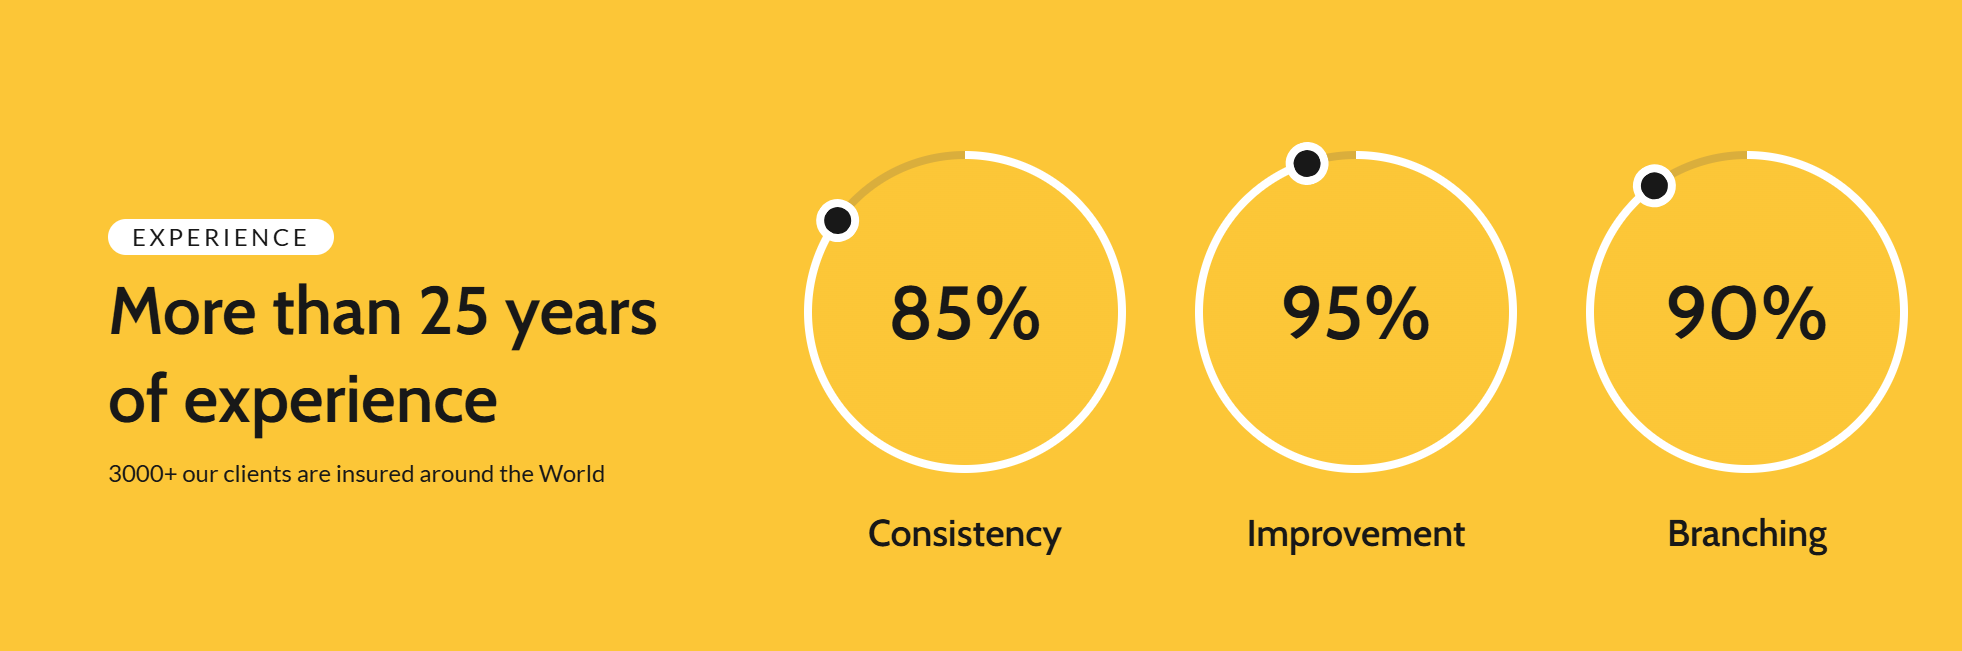 EXPERIENCE
More than 25 years
of experience
3000+ our clients are insured around the World
85%
Consistency
95%
Improvement
90%
Branching